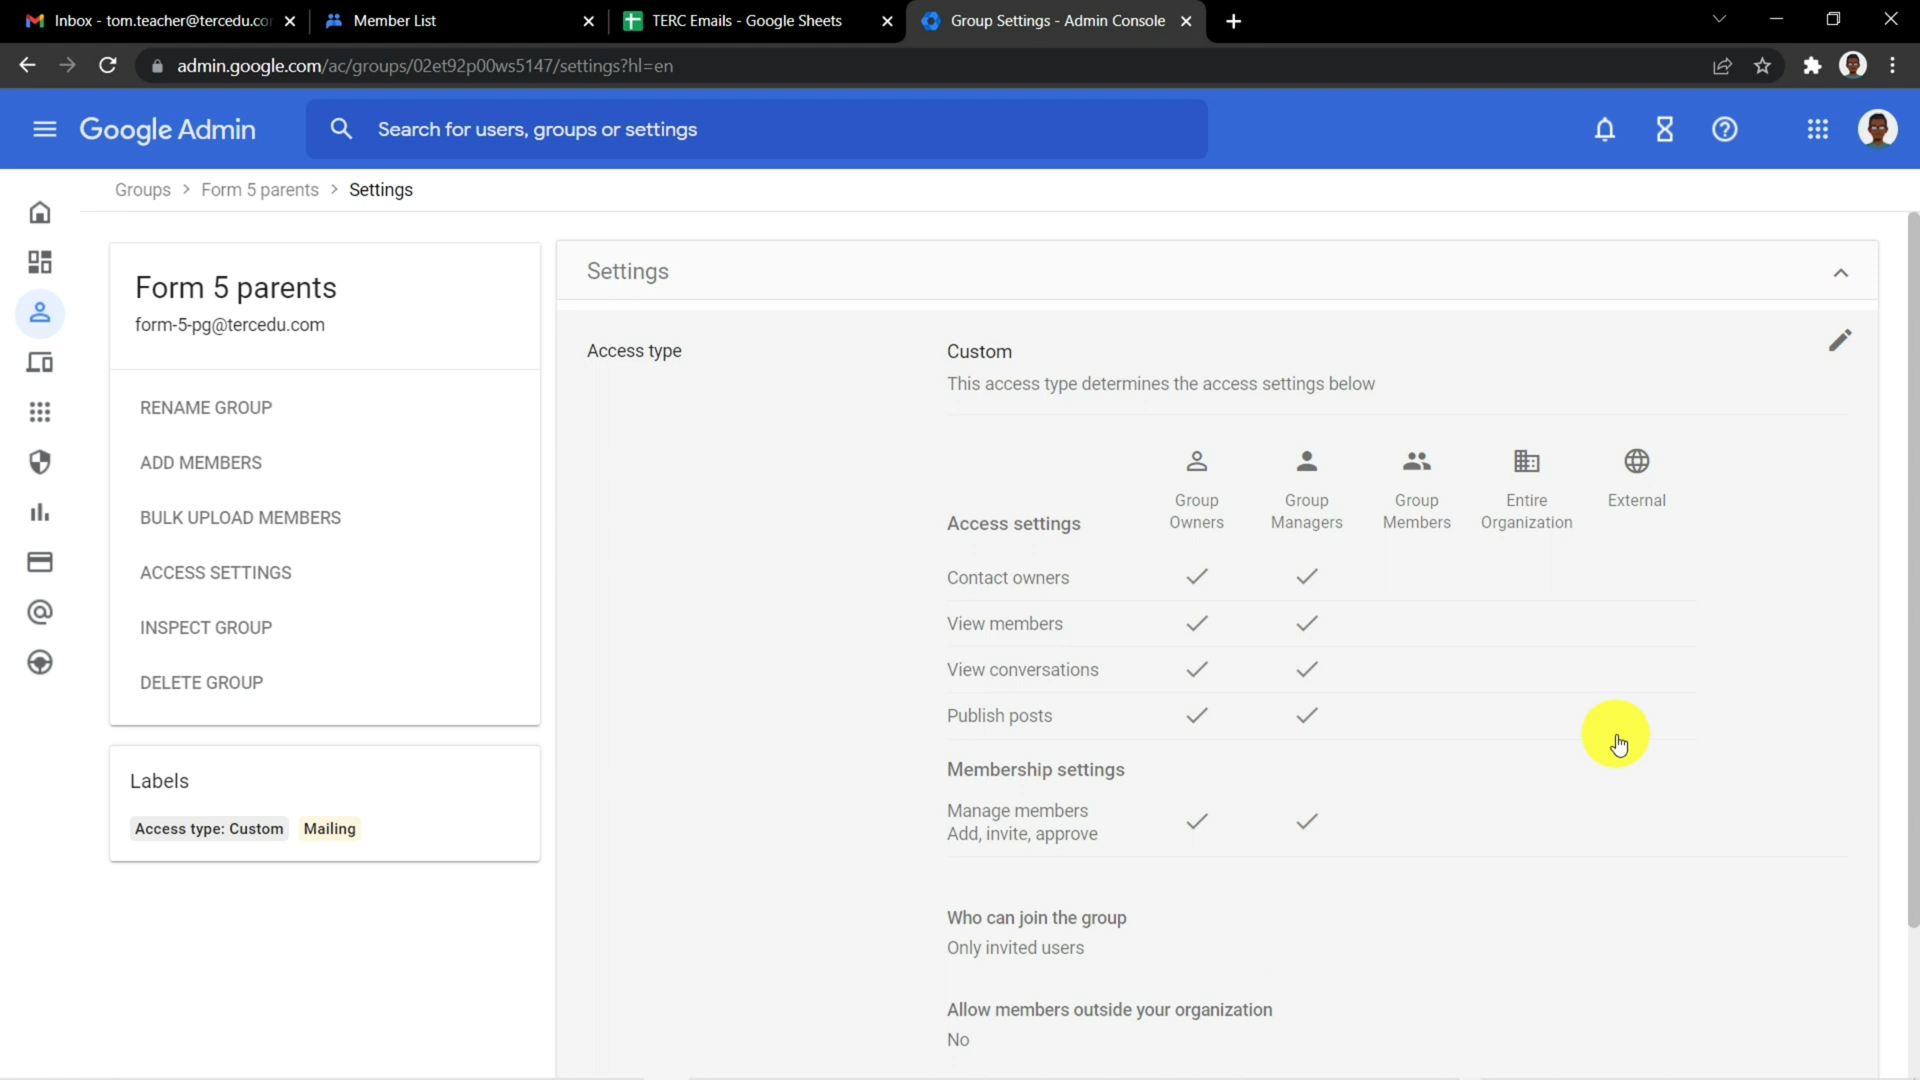 Inbox - tom.teacher@tercedu.co
Member List
TERC Emails - Google Sheets
Group Settings - Admin Console
admin.google.com/ac/groups/02et92p00ws5147/settings?hl=en
Google Admin
Search for users, groups or settings
Groups > Form 5 parents > Settings
Form 5 parents
form-5-pg@tercedu.com
RENAME GROUP
ADD MEMBERS
BULK UPLOAD MEMBERS
ACCESS SETTINGS
INSPECT GROUP
DELETE GROUP
Labels
Access type: Custom
Mailing
Settings
Access type
Custom
This access type determines the access settings below
Access settings
Group
Owners
Group
Managers
Group
Members
Entire
Organization
External
Contact owners
View members
View conversations
Publish posts
Membership settings
Manage members
Add, invite, approve
Who can join the group
Only invited users
Allow members outside your organization
No